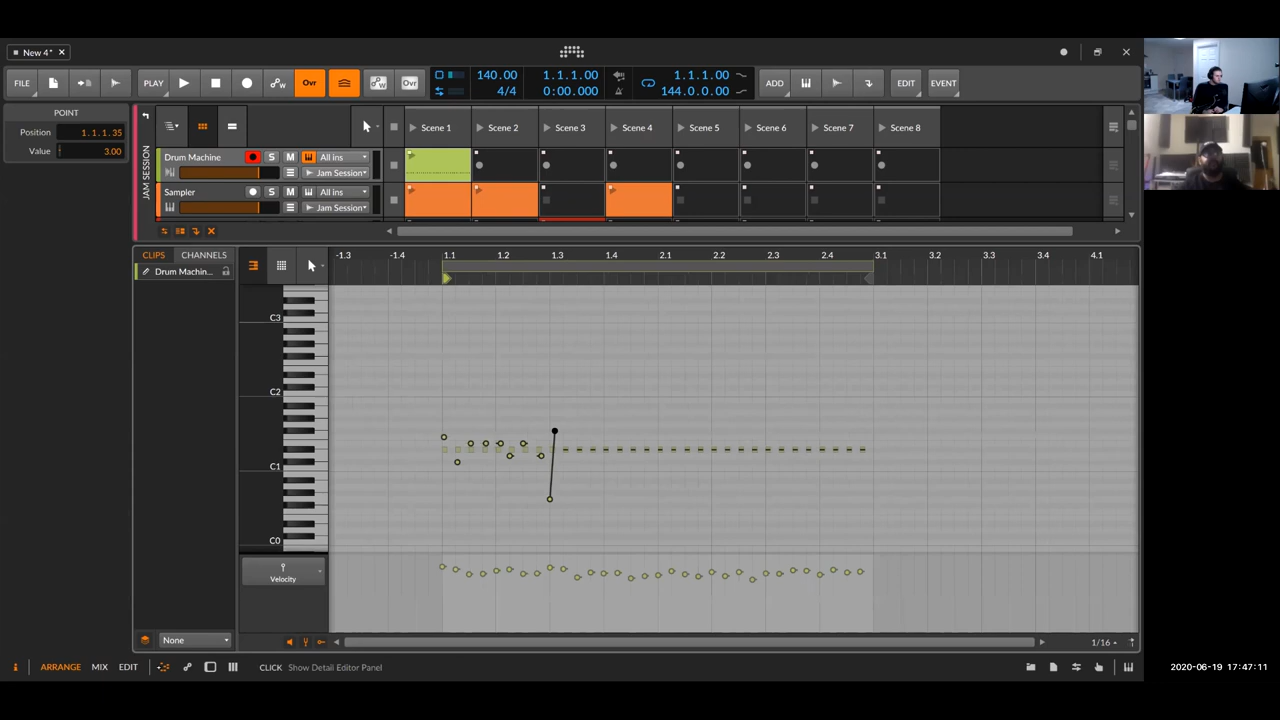 New 4*
FILE PLAY Ovr Ovr 140.00 1.1.1.00 1.1.1.00 ADD EDIT EVENT
4/4 0:00.000 144.0.0.00
POINT
Position 1.1.1.35
Value 3.00
JAM SESSION
Scene 1 Scene 2 Scene 3 Scene 4 Scene 5 Scene 6 Scene 7 Scene 8
Drum Machine S M All ins
Jam Session
Sampler S M All ins
Jam Session
CLIPS CHANNELS
Drum Machin...
-1.3 -1.4 1.1 1.2 1.3 1.4 2.1 2.2 2.3 2.4 3.1 3.2 3.3 3.4 4.1
C3
C2
C1
C0
Velocity
None 1/16
i ARRANGE MIX EDIT CLICK Show Detail Editor Panel
2020-06-19 17:47:11